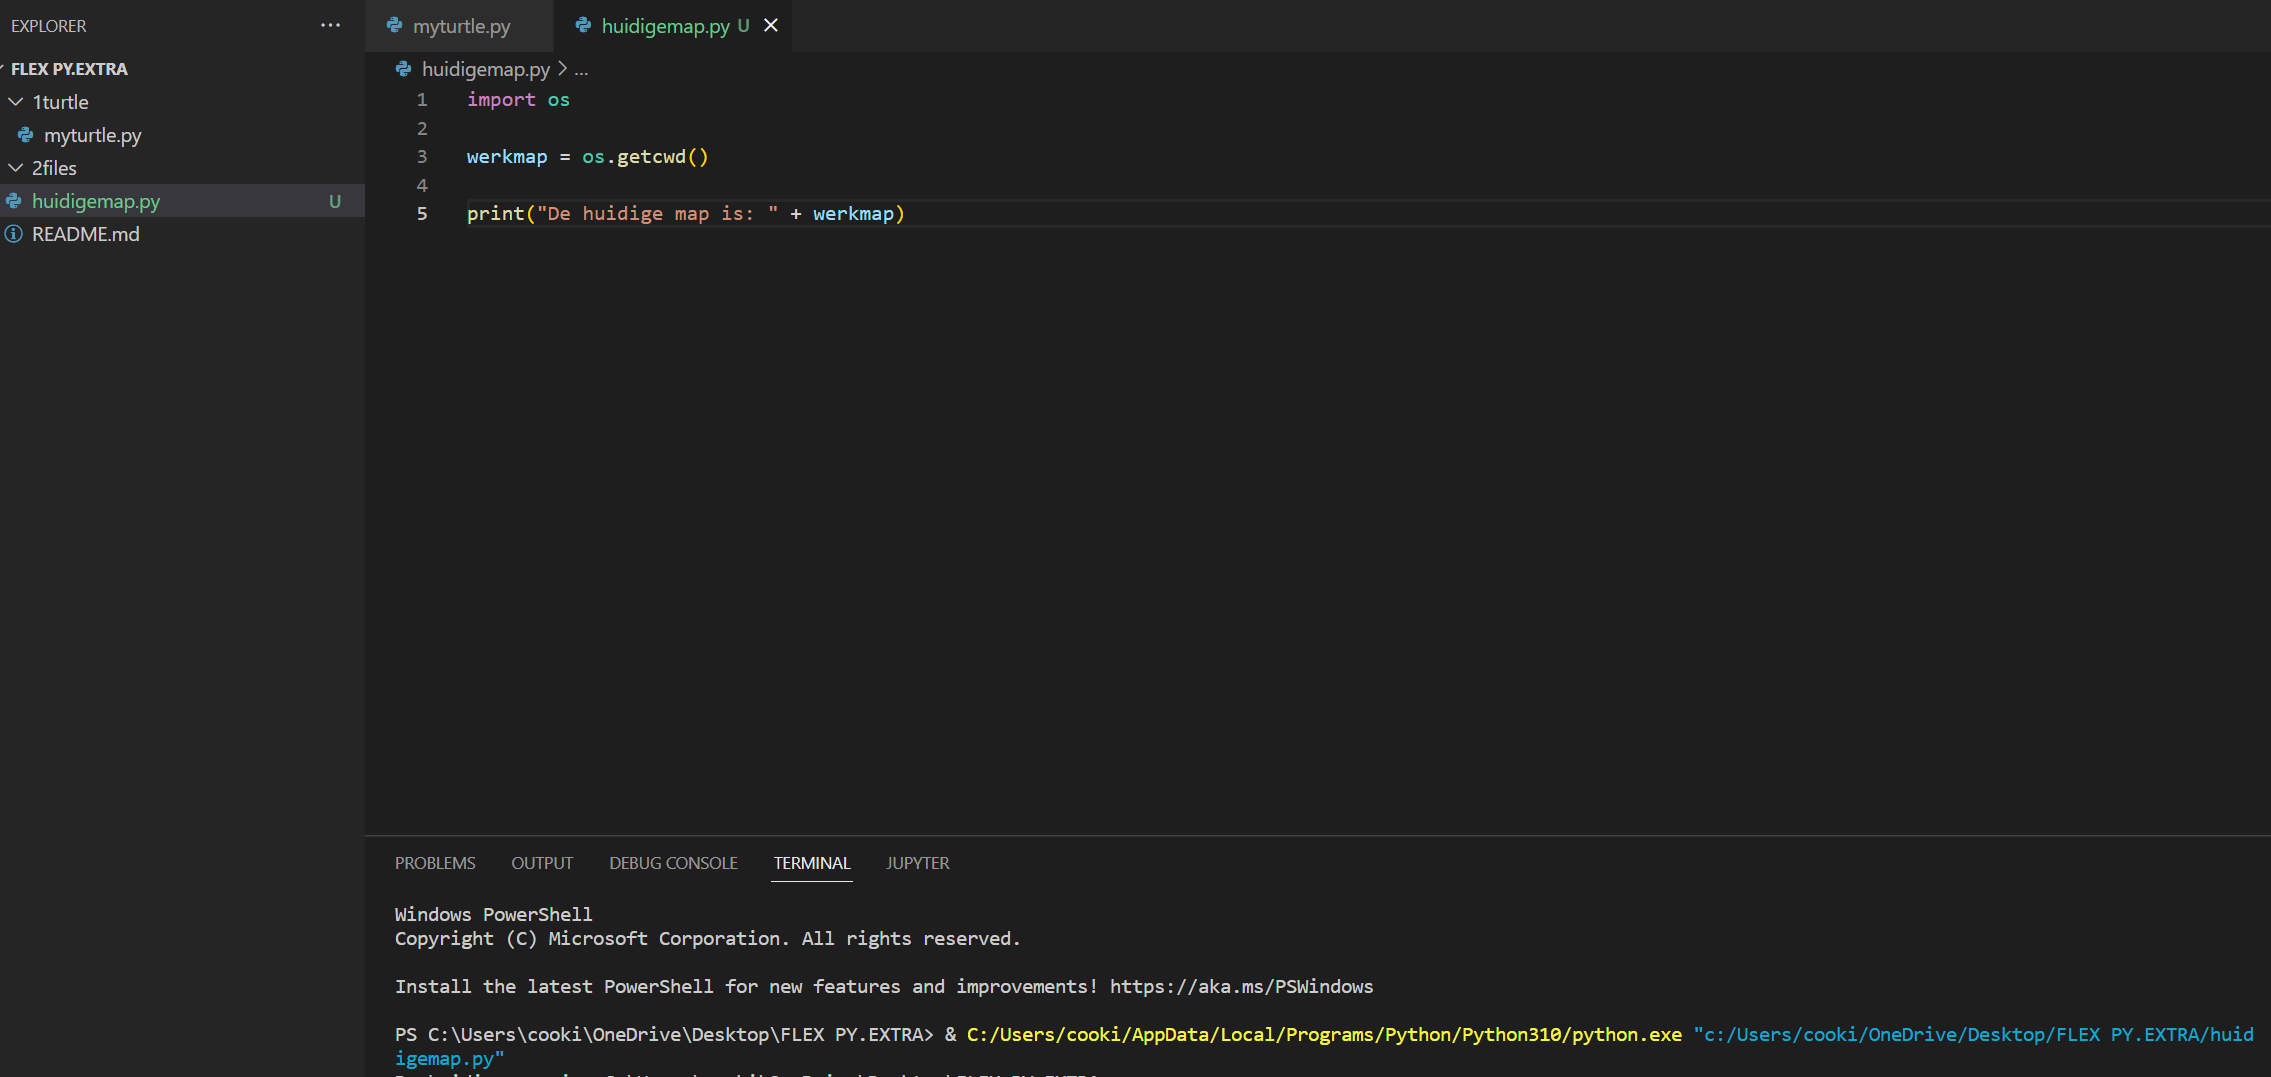 EXPLORER
FLEX PY.EXTRA
1turtle
myturtle.py
2files
huidigemap.py U
README.md
myturtle.py huidigemap.py U
huidigemap.py > ...
1 import os
2
3 werkmap = os.getcwd()
4
5 print("De huidige map is: " + werkmap)
PROBLEMS OUTPUT DEBUG CONSOLE TERMINAL JUPYTER
Windows PowerShell
Copyright (C) Microsoft Corporation. All rights reserved.
Install the latest PowerShell for new features and improvements! https://aka.ms/PSWindows
PS C:\Users\cooki\OneDrive\Desktop\FLEX PY.EXTRA> & C:/Users/cooki/AppData/Local/Programs/Python/Python310/python.exe "c:/Users/cooki/OneDrive/Desktop/FLEX PY.EXTRA/huid
igemap.py"